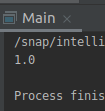 Main
/snap/intelli
1.0
Process finis